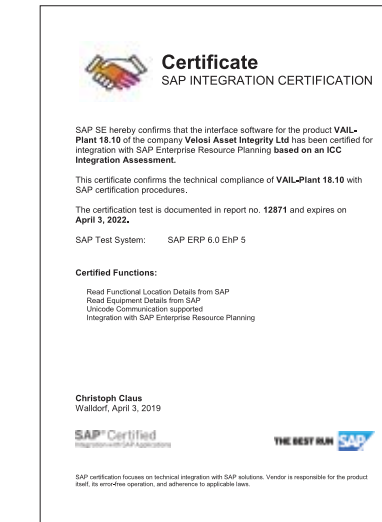 Certificate
SAP INTEGRATION CERTIFICATION
SAP SE hereby confirms that the interface software for the product VAIL-
Plant 18.10 of the company Velosi Asset Integrity Ltd has been certified for
integration with SAP Enterprise Resource Planning based on an ICC
Integration Assessment.
This certificate confirms the technical compliance of VAIL-Plant 18.10 with
SAP certification procedures.
The certification test is documented in report no. 12871 and expires on
April 3, 2022.
SAP Test System: SAP ERP 6.0 EhP 5
Certified Functions:
Read Functional Location Details from SAP
Read Equipment Details from SAP
Unicode Communication supported
Integration with SAP Enterprise Resource Planning
Christoph Claus
Walldorf, April 3, 2019
SAP® Certified
Integration with SAP Applications
THE BEST RUN SAP
SAP certification focuses on technical integration with SAP solutions. Vendor is responsible for the product
itself, its error-free operation, and adherence to applicable laws.